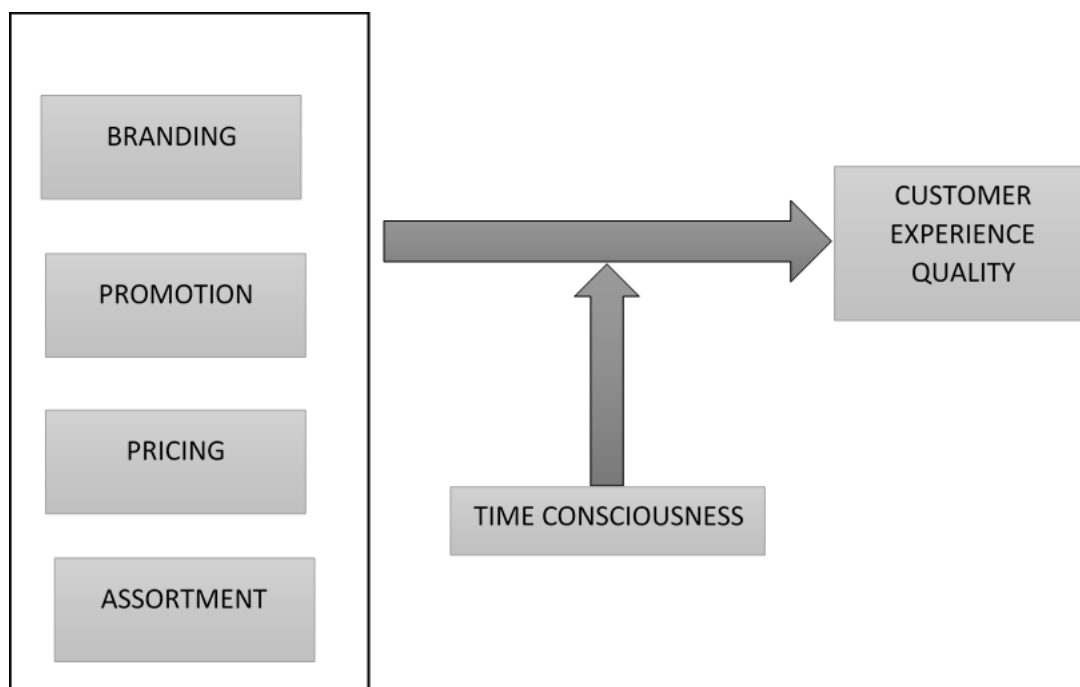 BRANDING
PROMOTION
PRICING
ASSORTMENT
TIME CONSCIOUSNESS
CUSTOMER
EXPERIENCE
QUALITY